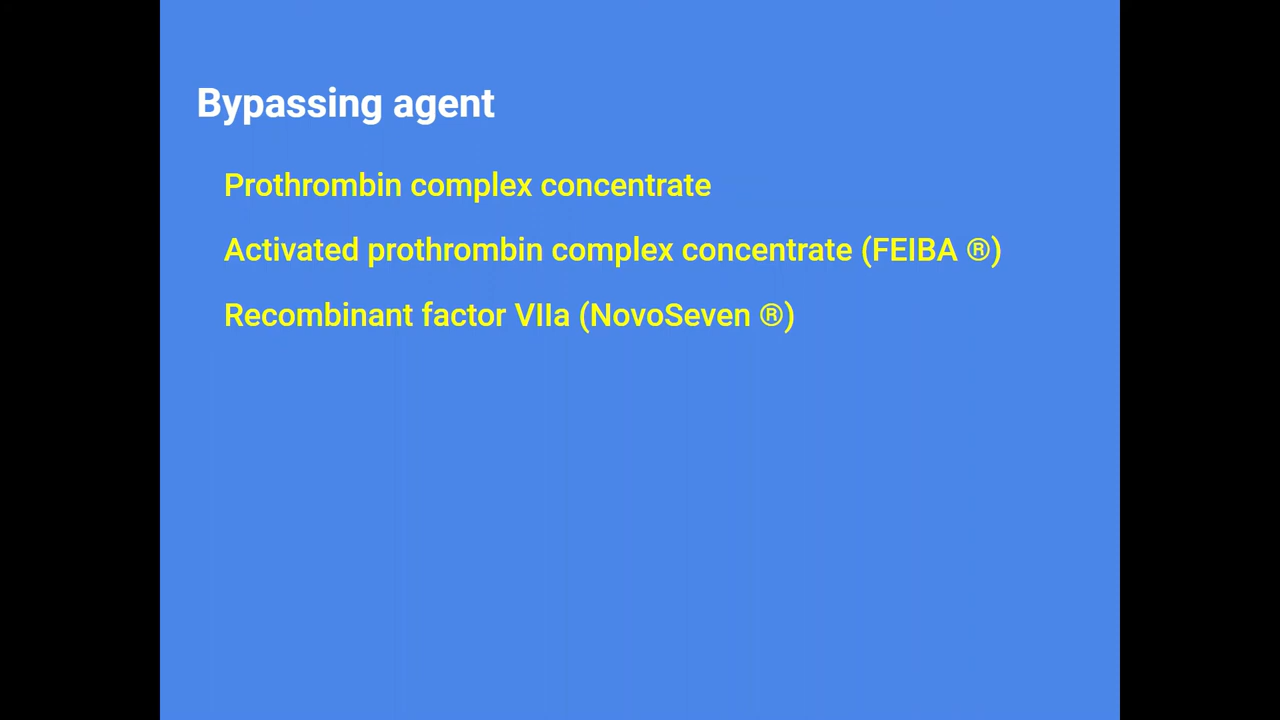 Bypassing agent
Prothrombin complex concentrate
Activated prothrombin complex concentrate (FEIBA ®)
Recombinant factor VIIa (NovoSeven ®)